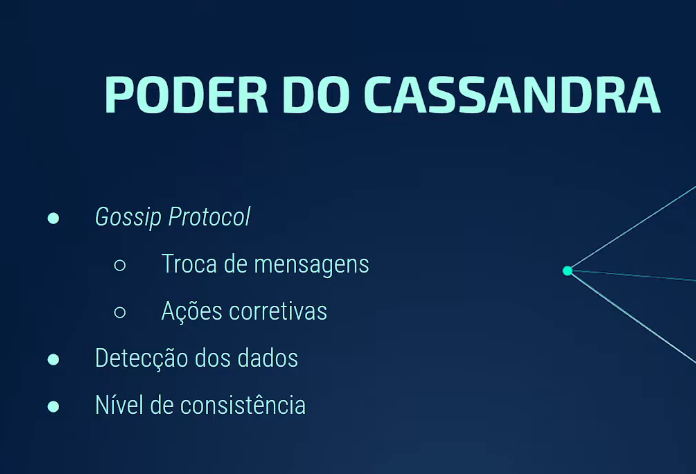 PODER DO CASSANDRA
● Gossip Protocol
○ Troca de mensagens
○ Ações corretivas
● Detecção dos dados
● Nível de consistência